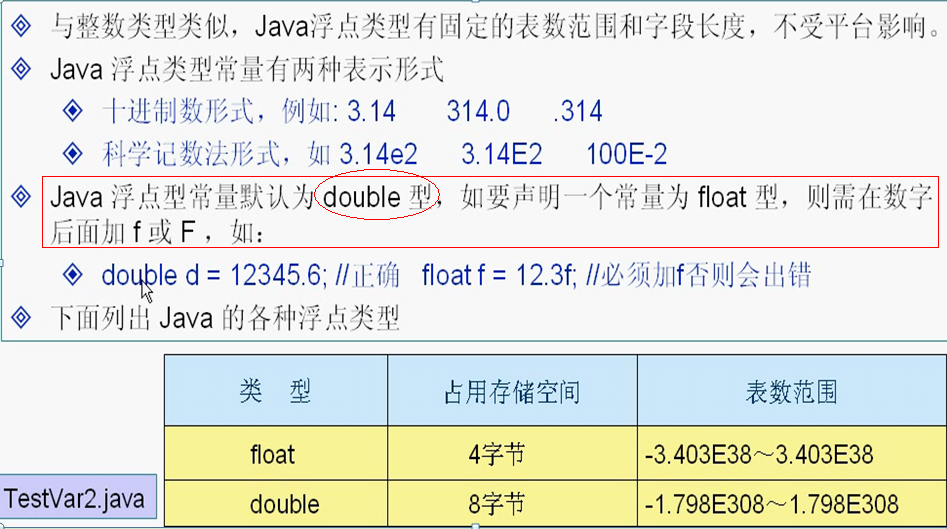 与整数类型类似，Java浮点类型有固定的表数范围和字段长度，不受平台影响。
Java 浮点类型常量有两种表示形式
十进制数形式，例如: 3.14 314.0 .314
科学记数法形式，如 3.14e2 3.14E2 100E-2
Java 浮点型常量默认为 double 型，如要声明一个常量为 float 型，则需在数字
后面加 f 或 F ，如：
double d = 12345.6; //正确 float f = 12.3f; //必须加f否则会出错
下面列出 Java 的各种浮点类型
类 型 占用存储空间 表数范围
float 4字节 -3.403E38～3.403E38
double 8字节 -1.798E308～1.798E308
TestVar2.java